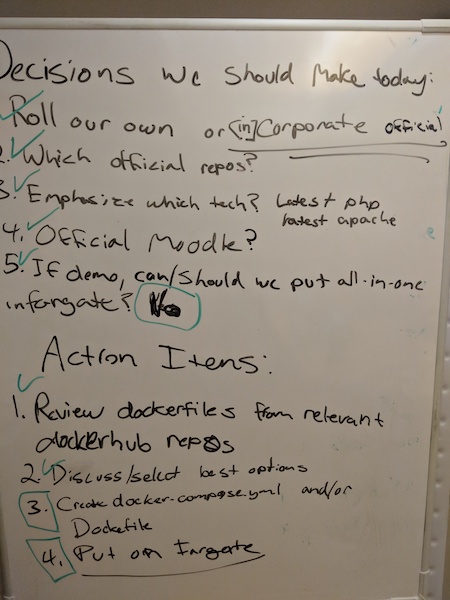 Decisions we should make today:
Roll our own or [in]Corporate official
2. Which official repos?
3. Emphasize which tech? Latest php
latest apache
4. Official Moodle?
5. If demo, can/should we put all-in-one
in fargate? No
Action Items:
1. Review dockerfiles from relevant
dockerhub repos
2. Discuss/select best options
3. Create docker-compose.yml and/or
Dockefile
4. Put on Fargate